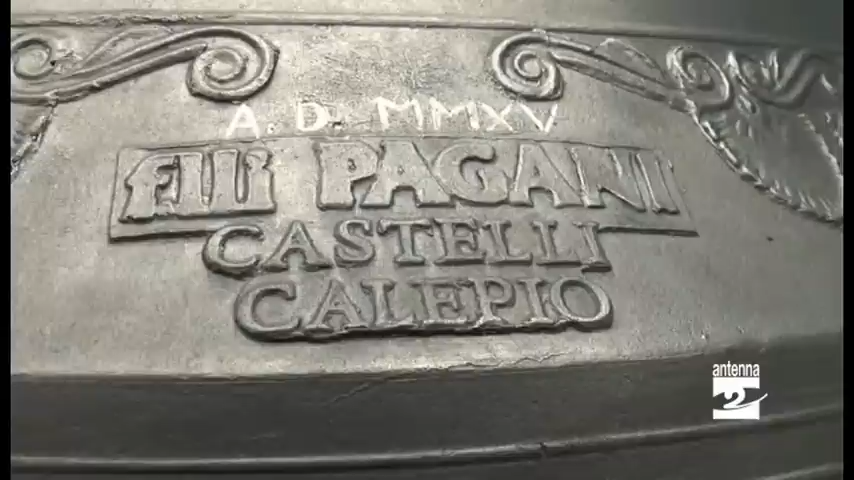 A. D. MMXV
F.LLI PAGANI
CASTELLI
CALEPIO
antenna
2